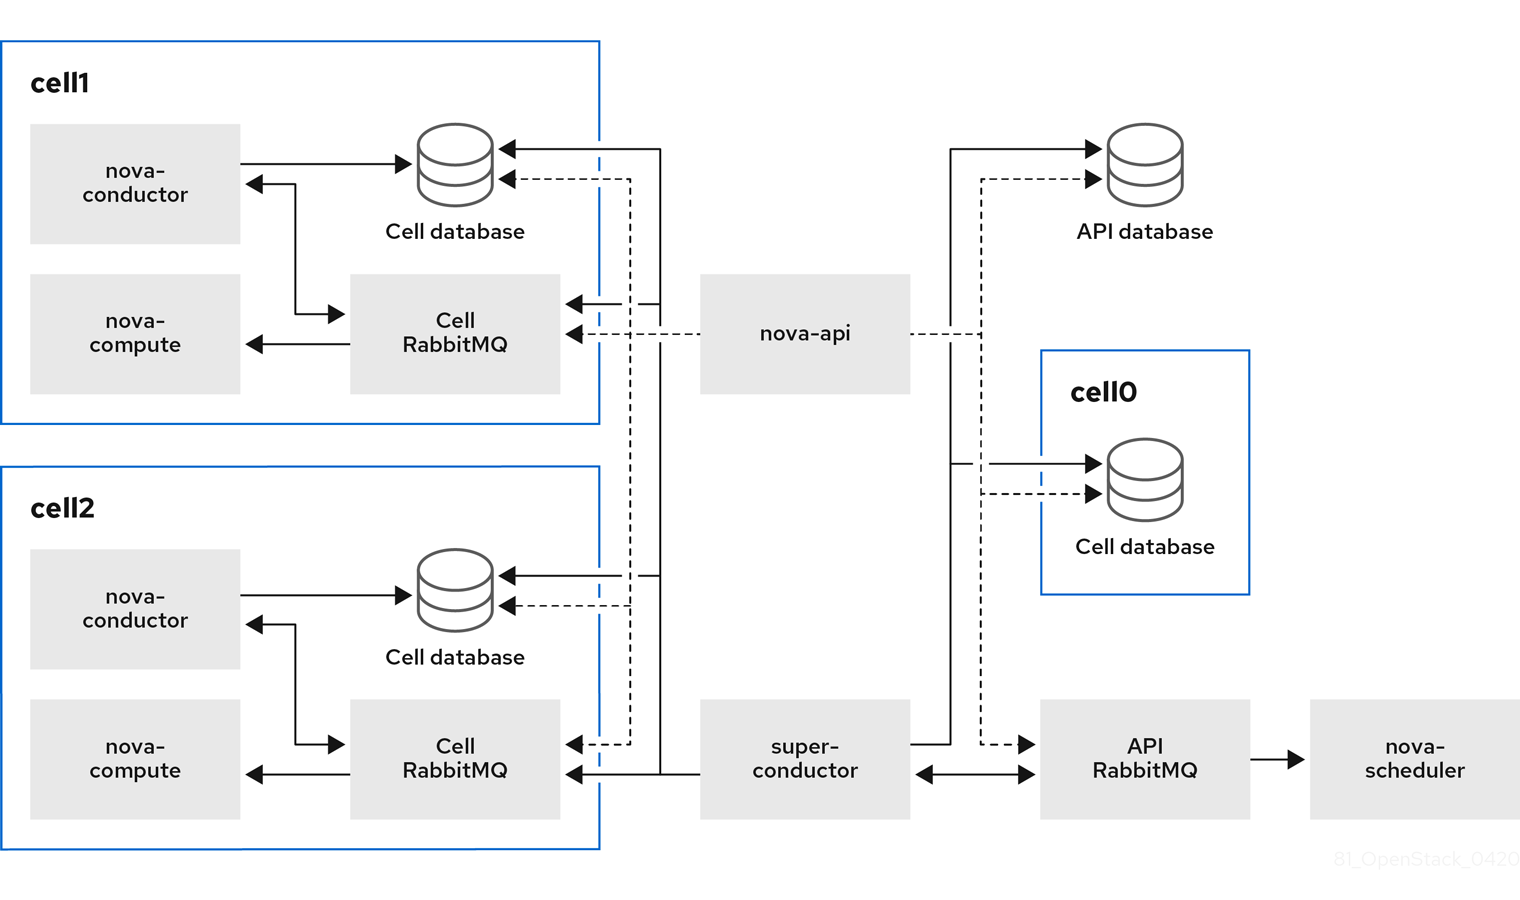 cell1
nova-
conductor
Cell database
nova-
compute
Cell
RabbitMQ
cell2
nova-
conductor
Cell database
nova-
compute
Cell
RabbitMQ
nova-api
super-
conductor
API database
cell0
Cell database
API
RabbitMQ
nova-
scheduler
81_OpenStack_0420